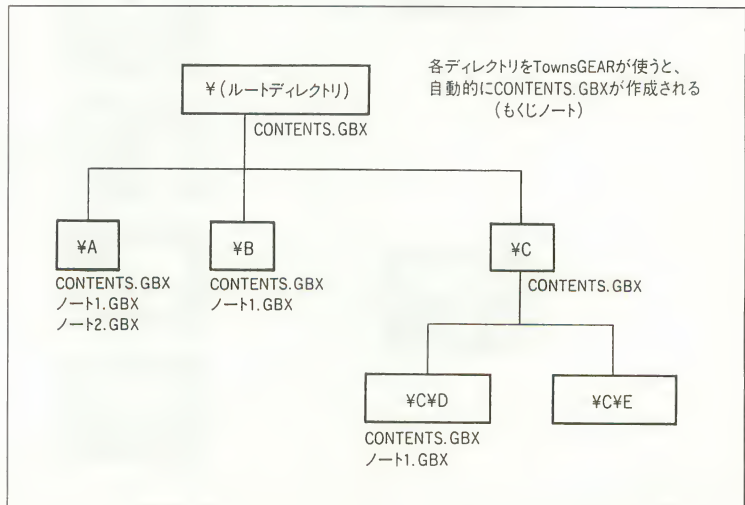 各ディレクトリをTownsGEARが使うと、
自動的にCONTENTS.GBXが作成される
(もくじノート)
¥(ルートディレクトリ)
CONTENTS.GBX
¥A
CONTENTS.GBX
ノート1.GBX
ノート2.GBX
¥B
CONTENTS.GBX
ノート1.GBX
¥C
CONTENTS.GBX
¥C¥D
CONTENTS.GBX
ノート1.GBX
¥C¥E